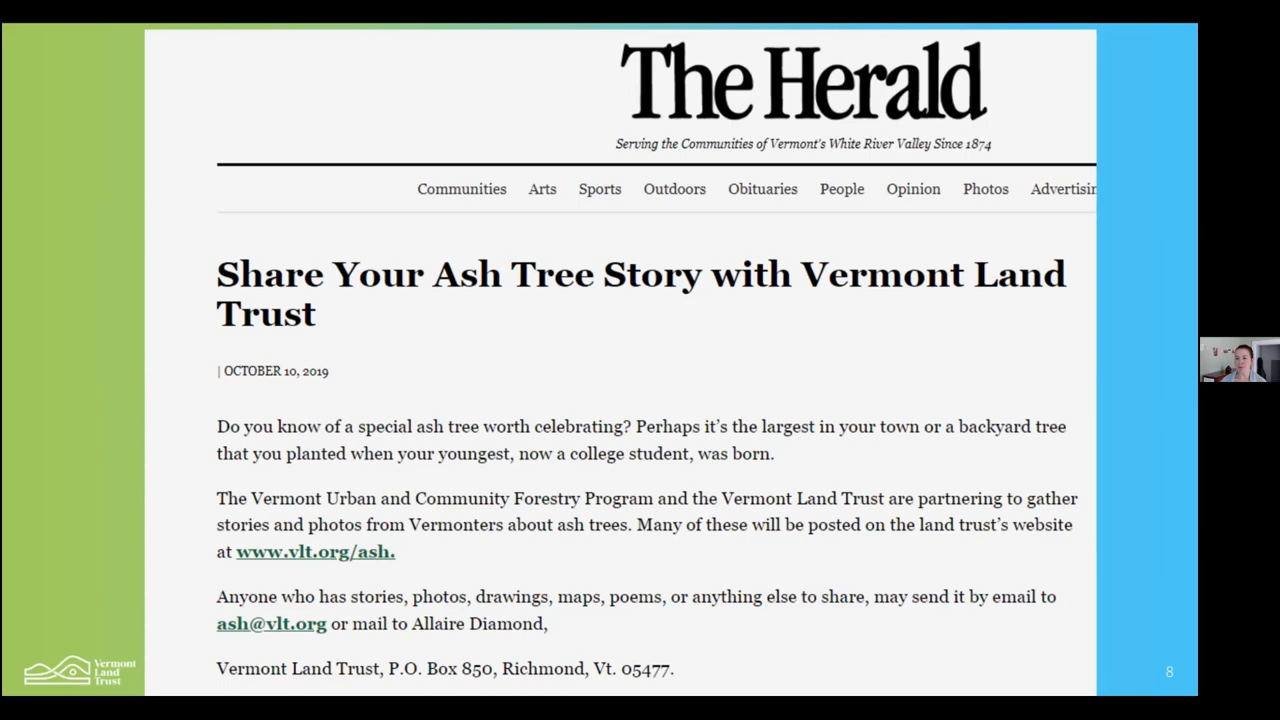 The Herald
Serving the Communities of Vermont's White River Valley Since 1874
Communities Arts Sports Outdoors Obituaries People Opinion Photos Advertisin
Share Your Ash Tree Story with Vermont Land
Trust
| OCTOBER 10, 2019
Do you know of a special ash tree worth celebrating? Perhaps it’s the largest in your town or a backyard tree
that you planted when your youngest, now a college student, was born.
The Vermont Urban and Community Forestry Program and the Vermont Land Trust are partnering to gather
stories and photos from Vermonters about ash trees. Many of these will be posted on the land trust’s website
at www.vlt.org/ash.
Anyone who has stories, photos, drawings, maps, poems, or anything else to share, may send it by email to
ash@vlt.org or mail to Allaire Diamond,
Vermont Land Trust, P.O. Box 850, Richmond, Vt. 05477.
Vermont
Land
Trust
8